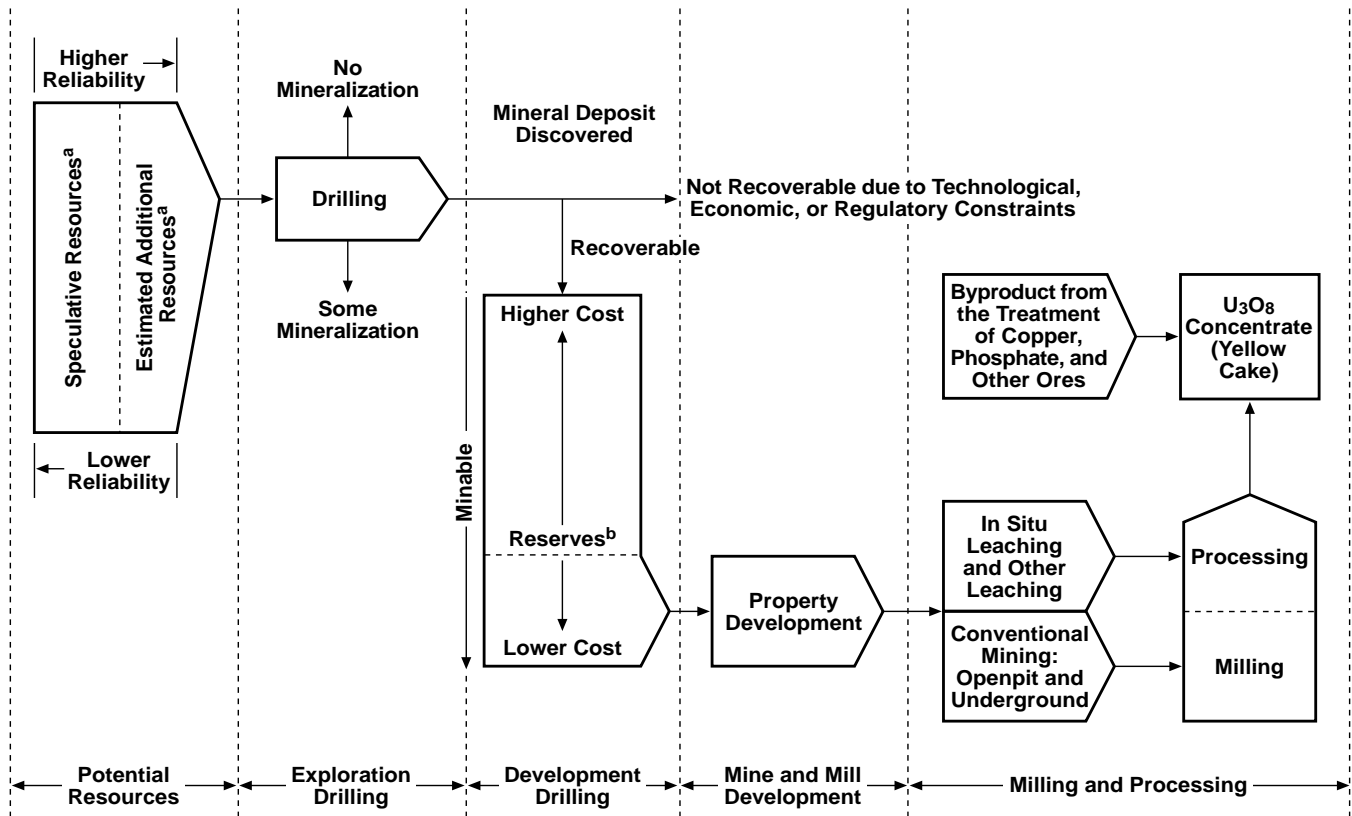 Higher
Reliability
Speculative Resourcesᵃ
Estimated Additional
Resourcesᵃ
Lower
Reliability
No
Mineralization
Drilling
Some
Mineralization
Mineral Deposit
Discovered
Not Recoverable due to Technological,
Economic, or Regulatory Constraints
Recoverable
Minable
Higher Cost
Reservesᵇ
Lower Cost
Property
Development
Byproduct from
the Treatment
of Copper,
Phosphate, and
Other Ores
U₃O₈
Concentrate
(Yellow
Cake)
In Situ
Leaching
and Other
Leaching
Processing
Conventional
Mining:
Openpit and
Underground
Milling
Potential
Resources
Exploration
Drilling
Development
Drilling
Mine and Mill
Development
Milling and Processing